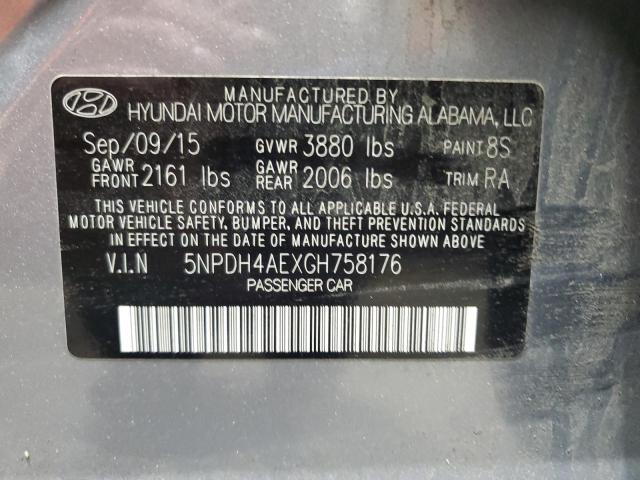 MANUFACTURED BY
HYUNDAI MOTOR MANUFACTURING ALABAMA, LLC
Sep/09/15 GVWR 3880 lbs PAINT 8S
GAWR FRONT 2161 lbs GAWR REAR 2006 lbs TRIM RA
THIS VEHICLE CONFORMS TO ALL APPLICABLE U.S.A. FEDERAL
MOTOR VEHICLE SAFETY, BUMPER, AND THEFT PREVENTION STANDARDS
IN EFFECT ON THE DATE OF MANUFACTURE SHOWN ABOVE.
V.I.N 5NPDH4AEXGH758176
PASSENGER CAR